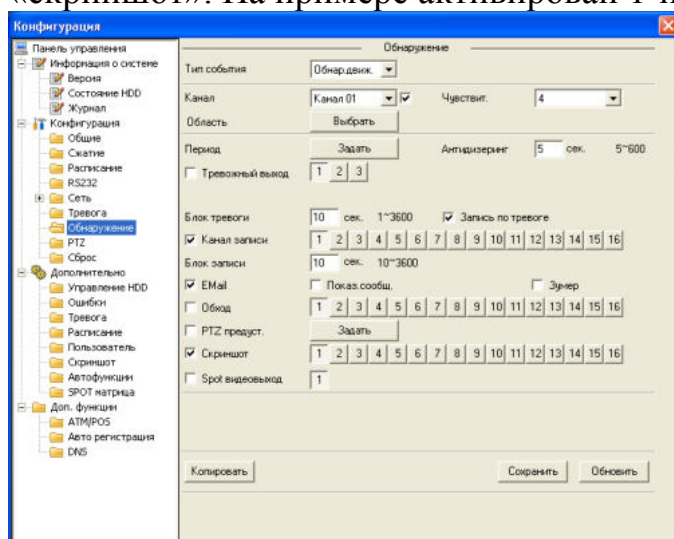 «скриншот». На примере активирован 1-й
Конфигурация
Панель управления
Информация о системе
Версия
Состояние HDD
Журнал
Конфигурация
Общие
Сжатие
Расписание
RS232
Сеть
Тревога
Обнаружение
PTZ
Сброс
Дополнительно
Управление HDD
Ошибки
Тревога
Расписание
Пользователь
Скриншот
Автофункции
SPOT матрица
Доп. функции
ATM/POS
Авто регистрация
DNS
Обнаружение
Тип события Обнар.движ.
Канал Канал 01 Чувствит. 4
Область Выбрать
Период Задать Антидизеринг 5 сек. 5~600
Тревожный выход 1 2 3
Блок тревоги 10 сек. 1~3600 Запись по тревоге
Канал записи 1 2 3 4 5 6 7 8 9 10 11 12 13 14 15 16
Блок записи 10 сек. 10~3600
EMail Показ.сообщ. Зумер
Обход 1 2 3 4 5 6 7 8 9 10 11 12 13 14 15 16
PTZ предуст. Задать
Скриншот 1 2 3 4 5 6 7 8 9 10 11 12 13 14 15 16
Spot видеовыход 1
Копировать Сохранить Обновить